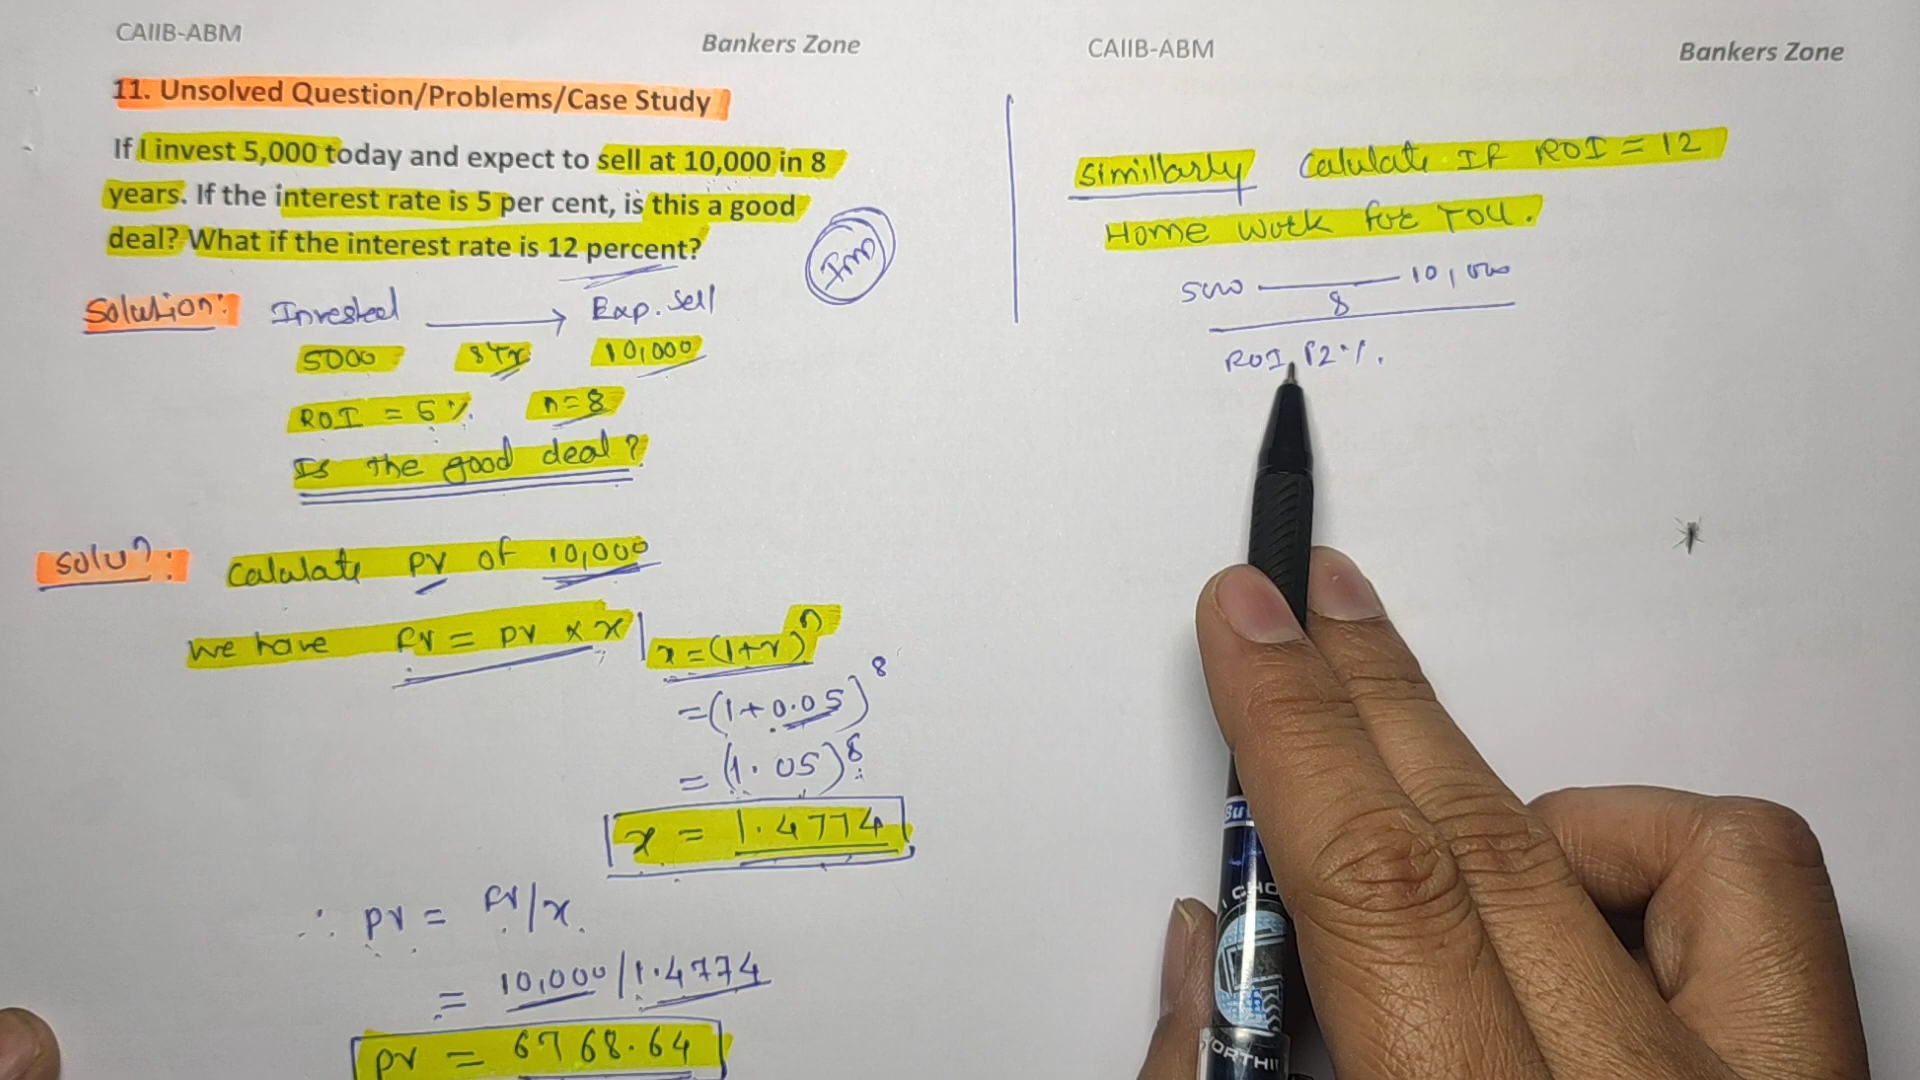 CAIIB-ABM
Bankers Zone
11. Unsolved Question/Problems/Case Study
If I invest 5,000 today and expect to sell at 10,000 in 8
years. If the interest rate is 5 per cent, is this a good
deal? What if the interest rate is 12 percent?
Imp
Solution: Invested → Exp. Sell
5000 8Yr 10,000
ROI = 5% n=8
Is the good deal?
Solun:
Calulate PV of 10,000
We have FV = PV × x
x = (1+r)^n
= (1+0.05)^8
= (1.05)^8
x = 1.4774
∴ PV = FV/x
= 10,000/1.4774
PV = 6768.64
CAIIB-ABM
Bankers Zone
Simillarly Calulate IF ROI = 12
Home Work for You.
5000 — 10,000
8
ROI 12%.